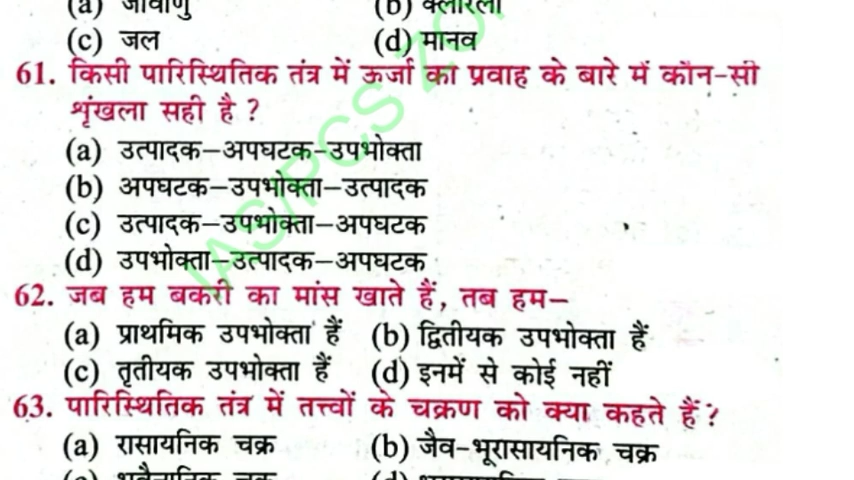 (a) जीवाणु (b) क्लोरेला
(c) जल (d) मानव
61. किसी पारिस्थितिक तंत्र में ऊर्जा का प्रवाह के बारे में कौन-सी
शृंखला सही है ?
(a) उत्पादक–अपघटक–उपभोक्ता
(b) अपघटक–उपभोक्ता–उत्पादक
(c) उत्पादक–उपभोक्ता–अपघटक
(d) उपभोक्ता–उत्पादक–अपघटक
62. जब हम बकरी का मांस खाते हैं, तब हम–
(a) प्राथमिक उपभोक्ता हैं (b) द्वितीयक उपभोक्ता हैं
(c) तृतीयक उपभोक्ता हैं (d) इनमें से कोई नहीं
63. पारिस्थितिक तंत्र में तत्त्वों के चक्रण को क्या कहते हैं ?
(a) रासायनिक चक्र (b) जैव-भूरासायनिक चक्र
IAS/PCS